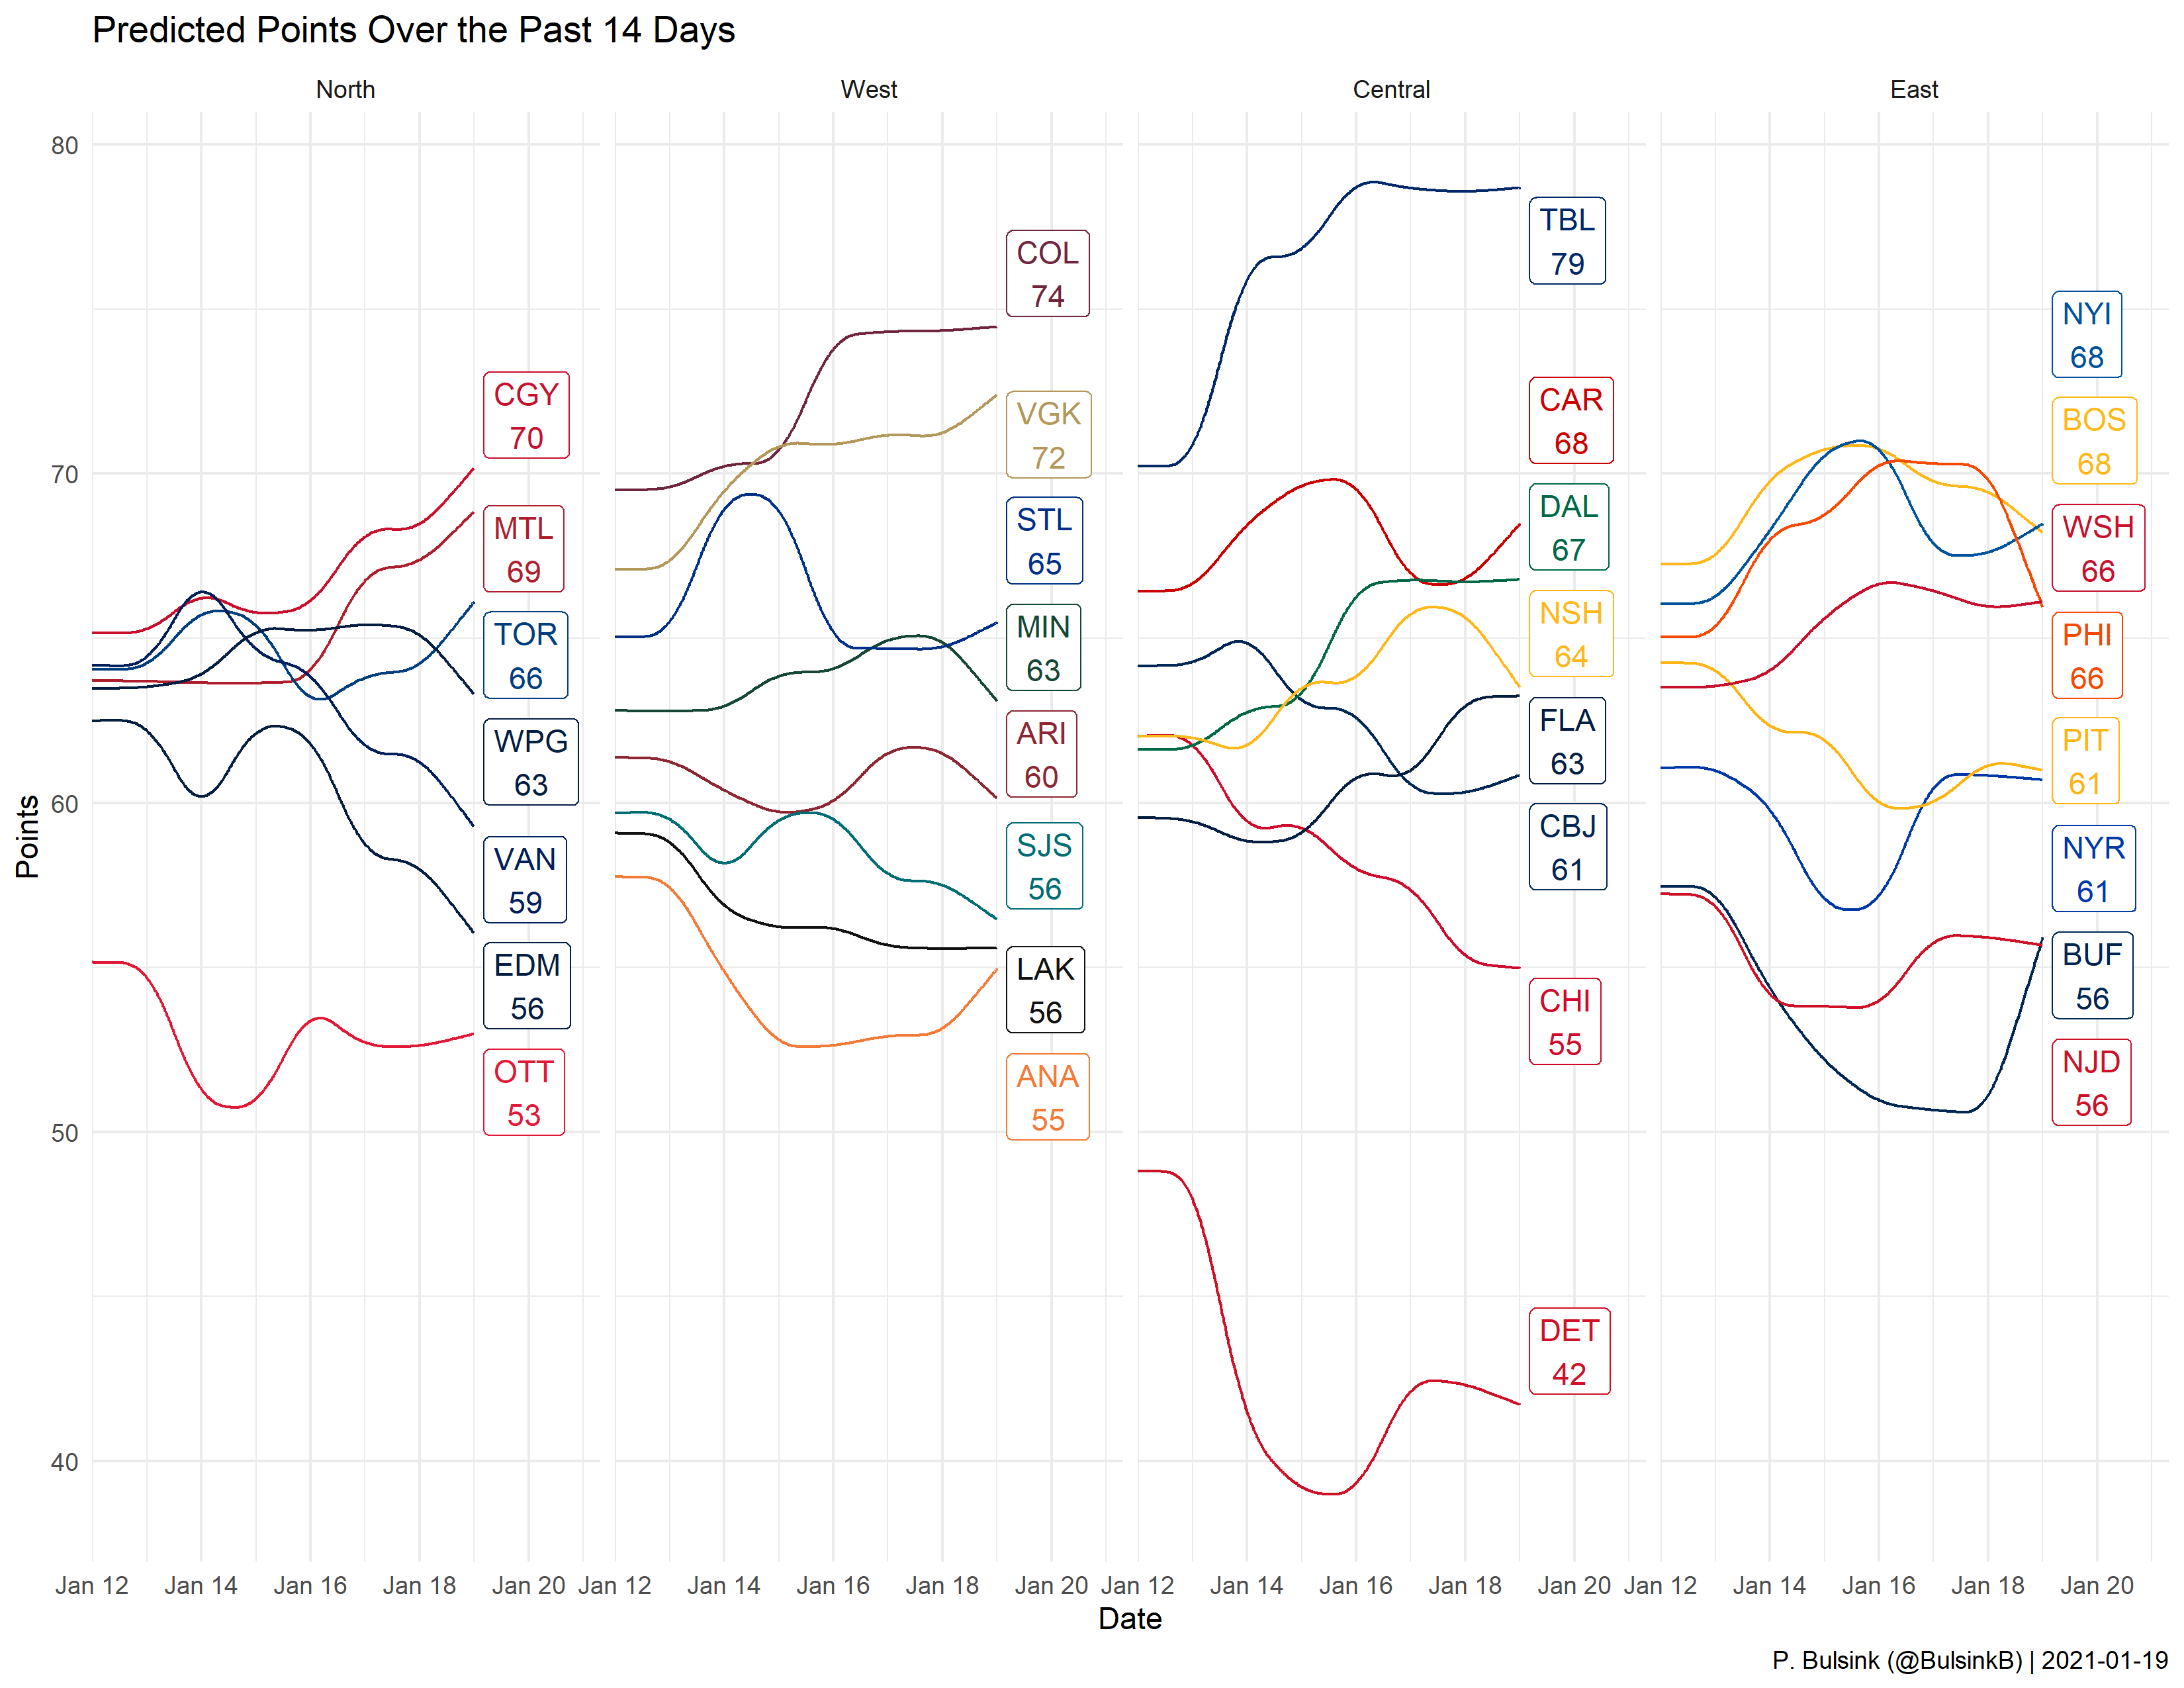 Predicted Points Over the Past 14 Days
North
West
Central
East
80
70
60
50
40
Points
CGY
70
MTL
69
TOR
66
WPG
63
VAN
59
EDM
56
OTT
53
COL
74
VGK
72
STL
65
MIN
63
ARI
60
SJS
56
LAK
56
ANA
55
TBL
79
CAR
68
DAL
67
NSH
64
FLA
63
CBJ
61
CHI
55
DET
42
NYI
68
BOS
68
WSH
66
PHI
66
PIT
61
NYR
61
BUF
56
NJD
56
Jan 12 Jan 14 Jan 16 Jan 18 Jan 20 Jan 12 Jan 14 Jan 16 Jan 18 Jan 20 Jan 12 Jan 14 Jan 16 Jan 18 Jan 20 Jan 12 Jan 14 Jan 16 Jan 18 Jan 20
Date
P. Bulsink (@BulsinkB) | 2021-01-19